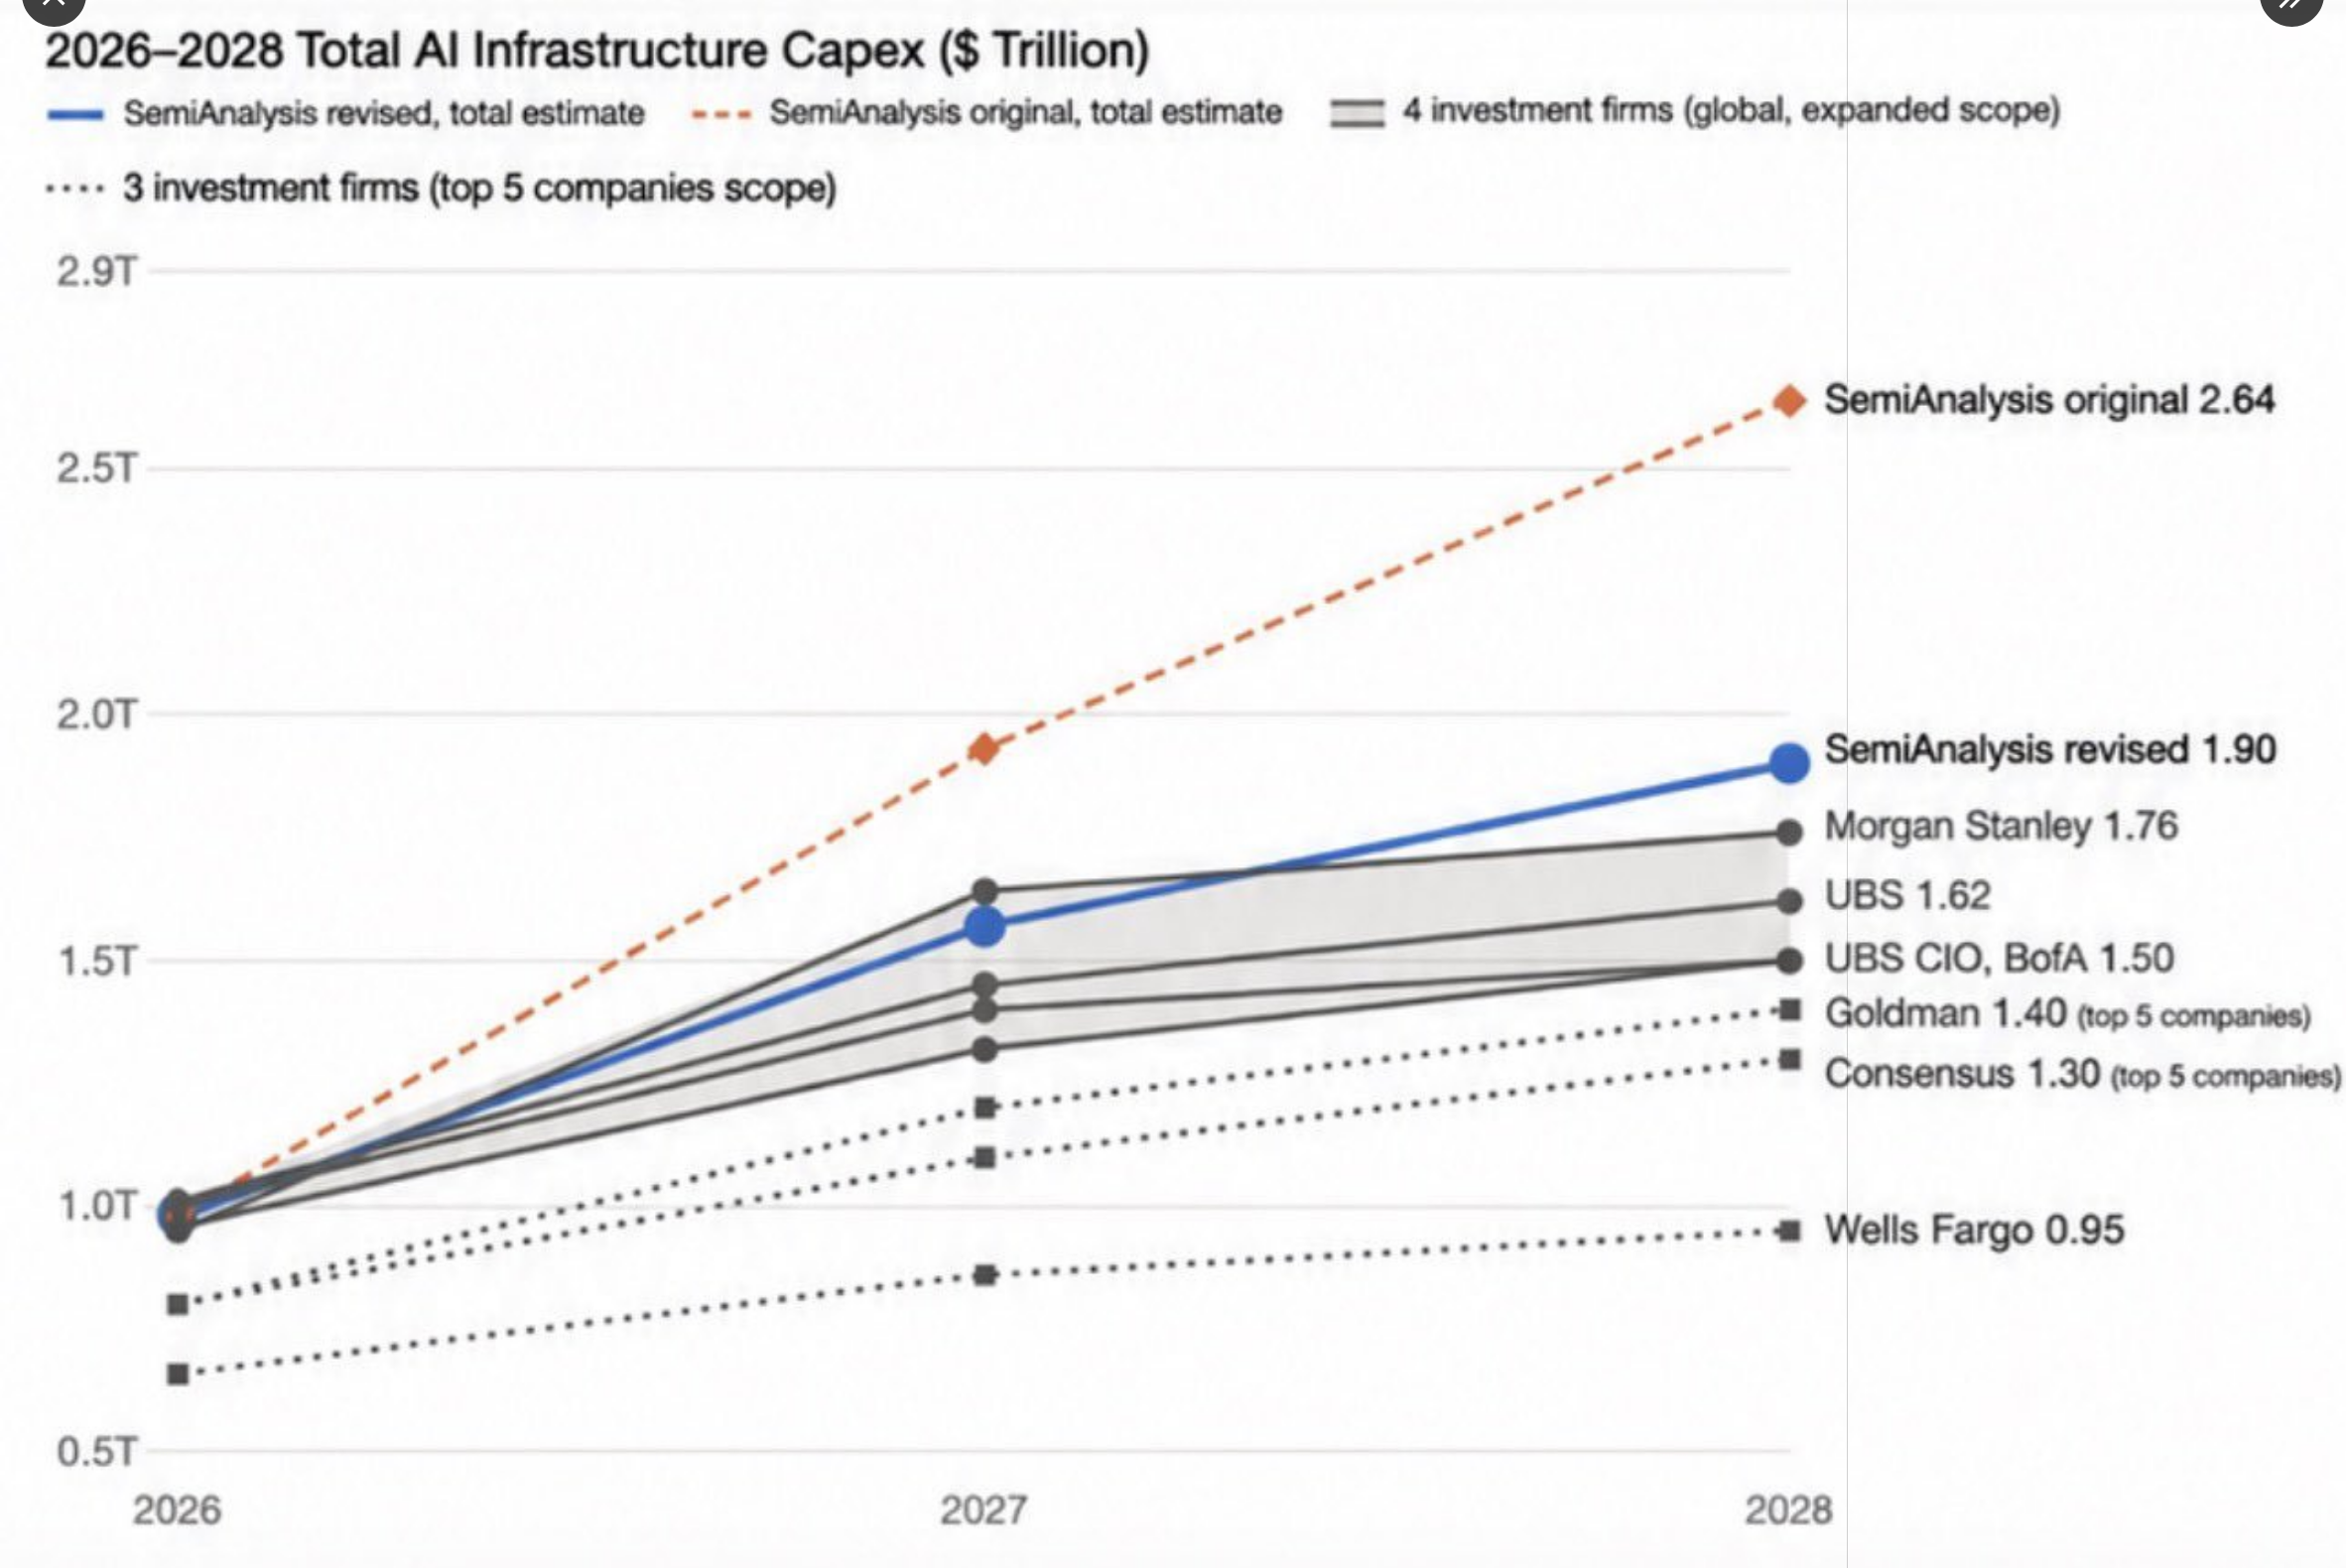 2026–2028 Total AI Infrastructure Capex ($ Trillion)
SemiAnalysis revised, total estimate
SemiAnalysis original, total estimate
4 investment firms (global, expanded scope)
3 investment firms (top 5 companies scope)
2.9T
SemiAnalysis original 2.64
2.5T
2.0T
SemiAnalysis revised 1.90
Morgan Stanley 1.76
UBS 1.62
1.5T
UBS CIO, BofA 1.50
Goldman 1.40 (top 5 companies)
Consensus 1.30 (top 5 companies)
1.0T
Wells Fargo 0.95
0.5T
2026
2027
2028